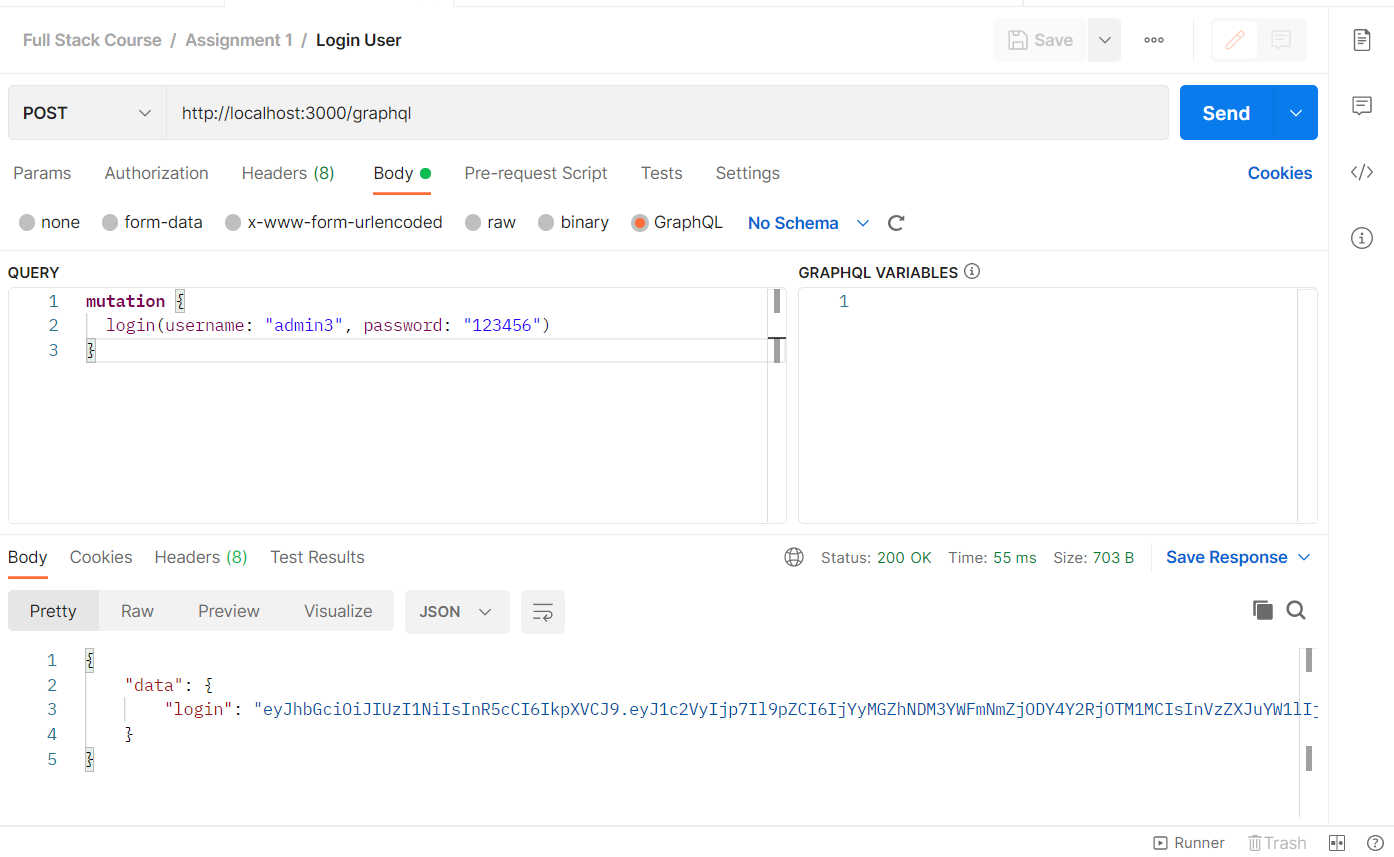 Full Stack Course / Assignment 1 / Login User
Save
POST http://localhost:3000/graphql Send
Params Authorization Headers (8) Body Pre-request Script Tests Settings Cookies
none form-data x-www-form-urlencoded raw binary GraphQL No Schema
QUERY
1 mutation {
2 login(username: "admin3", password: "123456")
3 }
GRAPHQL VARIABLES
1
Body Cookies Headers (8) Test Results Status: 200 OK Time: 55 ms Size: 703 B Save Response
Pretty Raw Preview Visualize JSON
1 {
2 "data": {
3 "login": "eyJhbGciOiJIUzI1NiIsInR5cCI6IkpXVCJ9.eyJ1c2VyIjp7Il9pZCI6IjYyMGZhNDM3YWFmNmZjODY4Y2RjOTM1MCIsInVzZXJuYW1lIj
4 }
5 }
Runner Trash